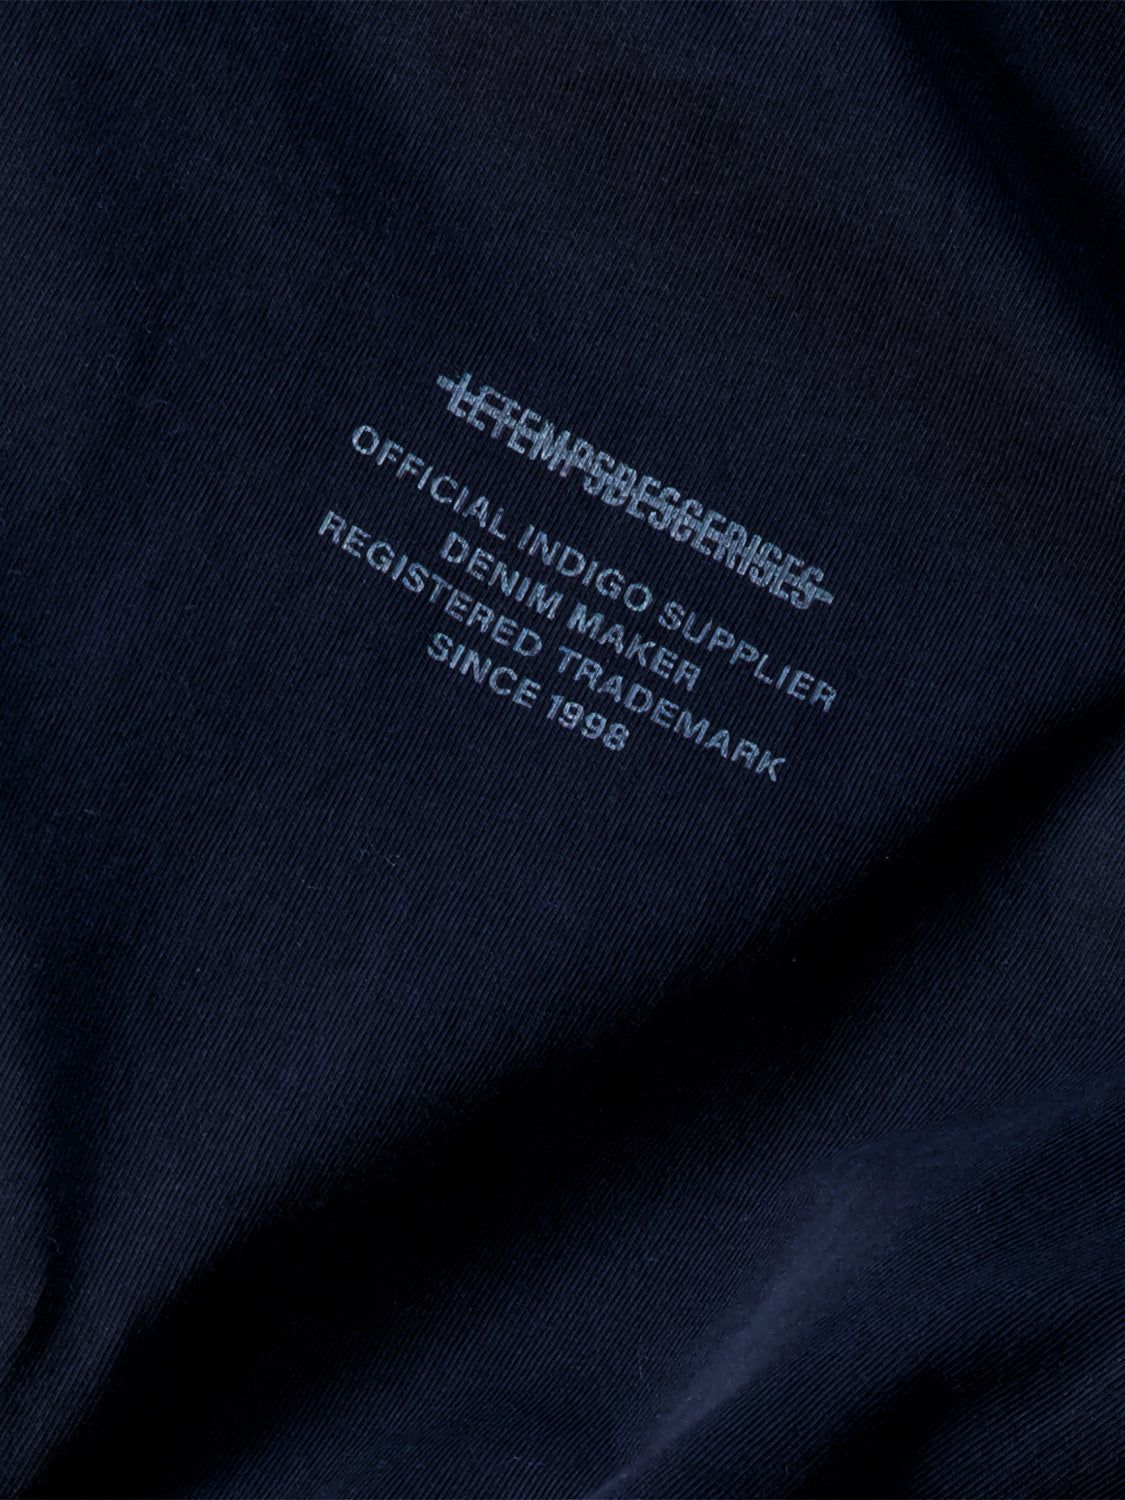 LETEMPSDESCERISES
OFFICIAL INDIGO SUPPLIER
DENIM MAKER
REGISTERED TRADEMARK
SINCE 1998